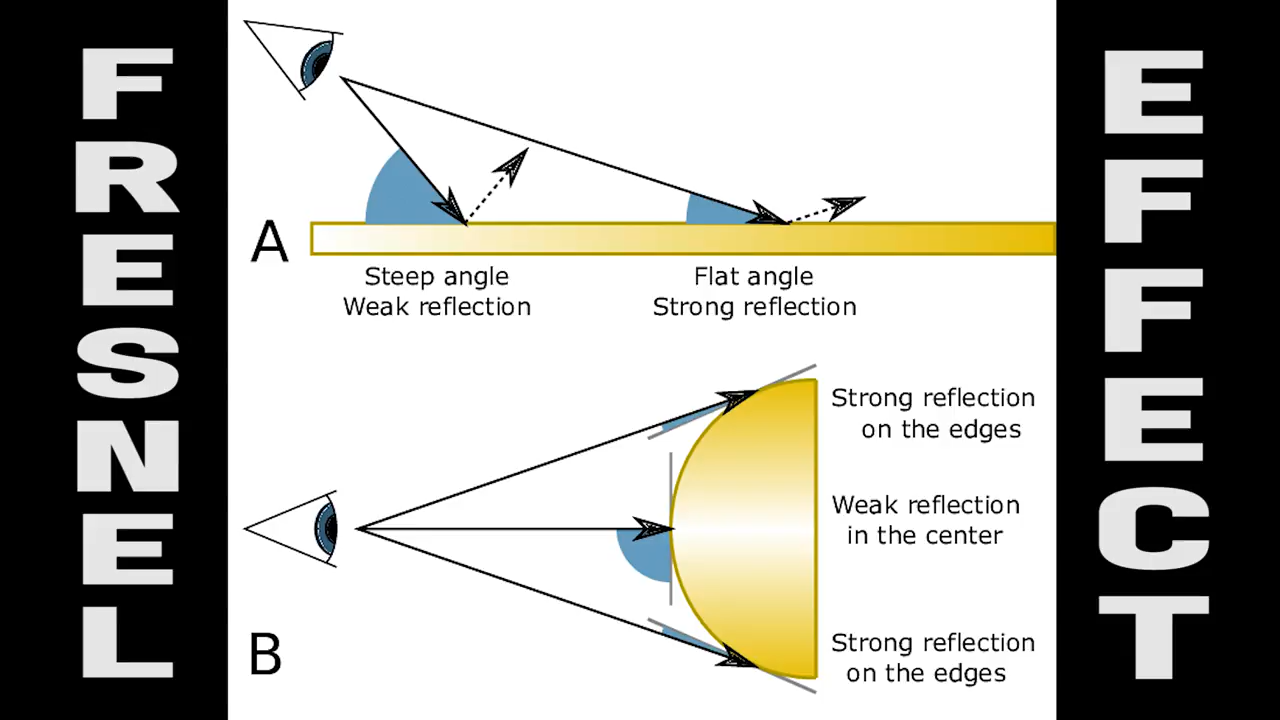 FRESNEL
EFFECT
A
Steep angle
Weak reflection
Flat angle
Strong reflection
Strong reflection
on the edges
Weak reflection
in the center
B
Strong reflection
on the edges